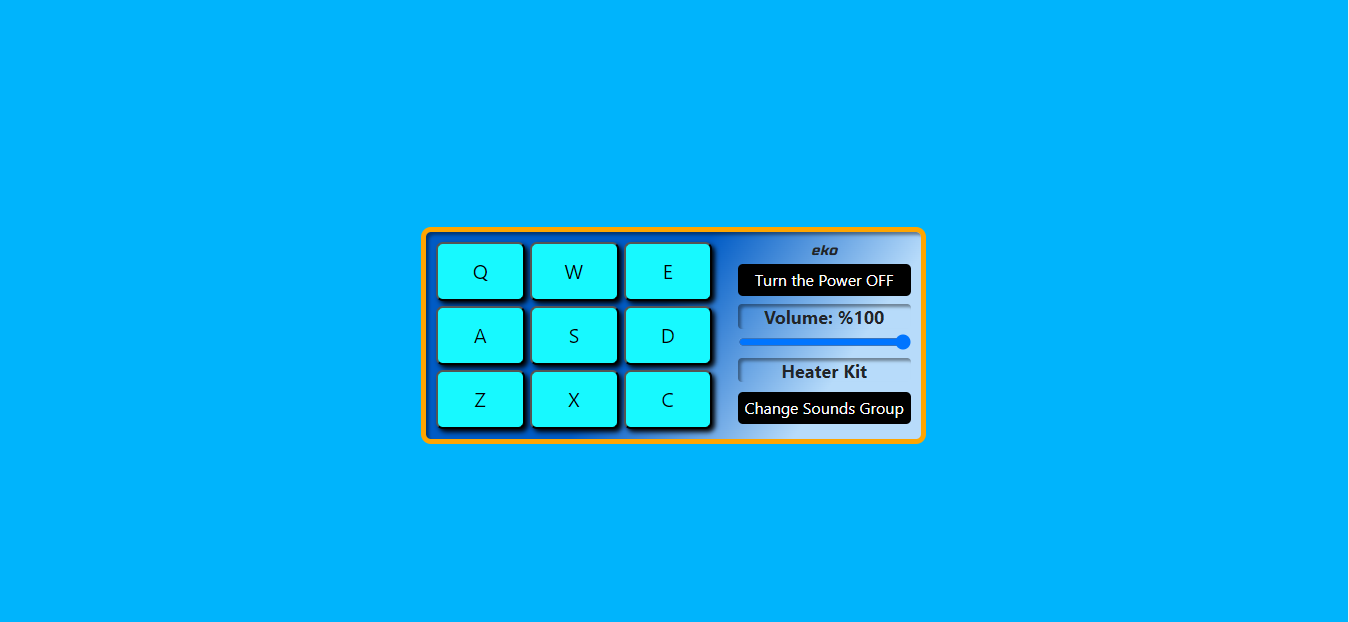 Q W E
A S D
Z X C
eko
Turn the Power OFF
Volume: %100
Heater Kit
Change Sounds Group